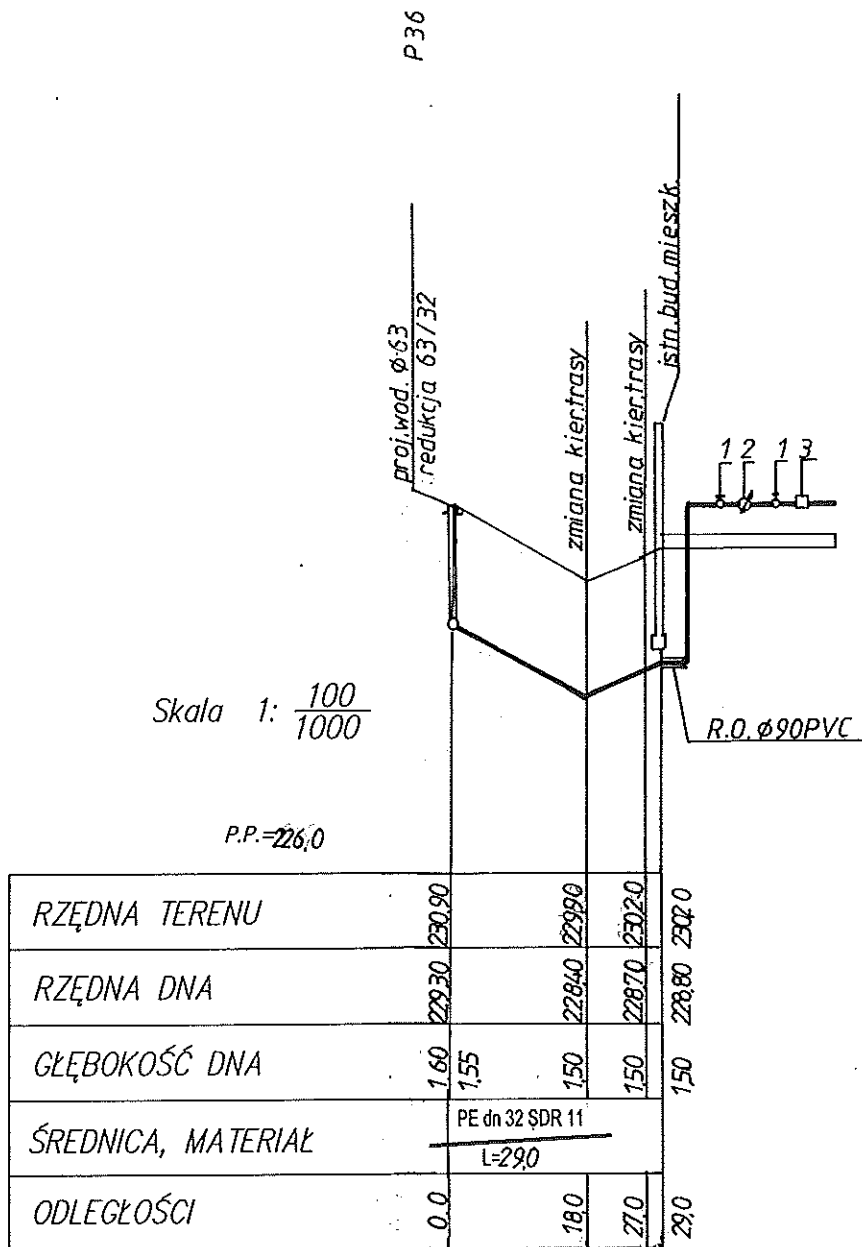 P36
proj.wod. φ63
redukcja 63/32
zmiana kier.trasy
zmiana kier.trasy
istn.bud.mieszk.
1 2 1 3
R.O. φ90PVC
Skala 1: 100/1000
P.P.=226,0
RZĘDNA TERENU 230,90 229,90 230,20 230,20
RZĘDNA DNA 229,30 228,40 228,70 228,80
GŁĘBOKOŚĆ DNA 1,60 1,55 1,50 1,50 1,50
ŚREDNICA, MATERIAŁ PE dn 32 SDR 11
L=29,0
ODLEGŁOŚCI 0,0 18,0 27,0 29,0